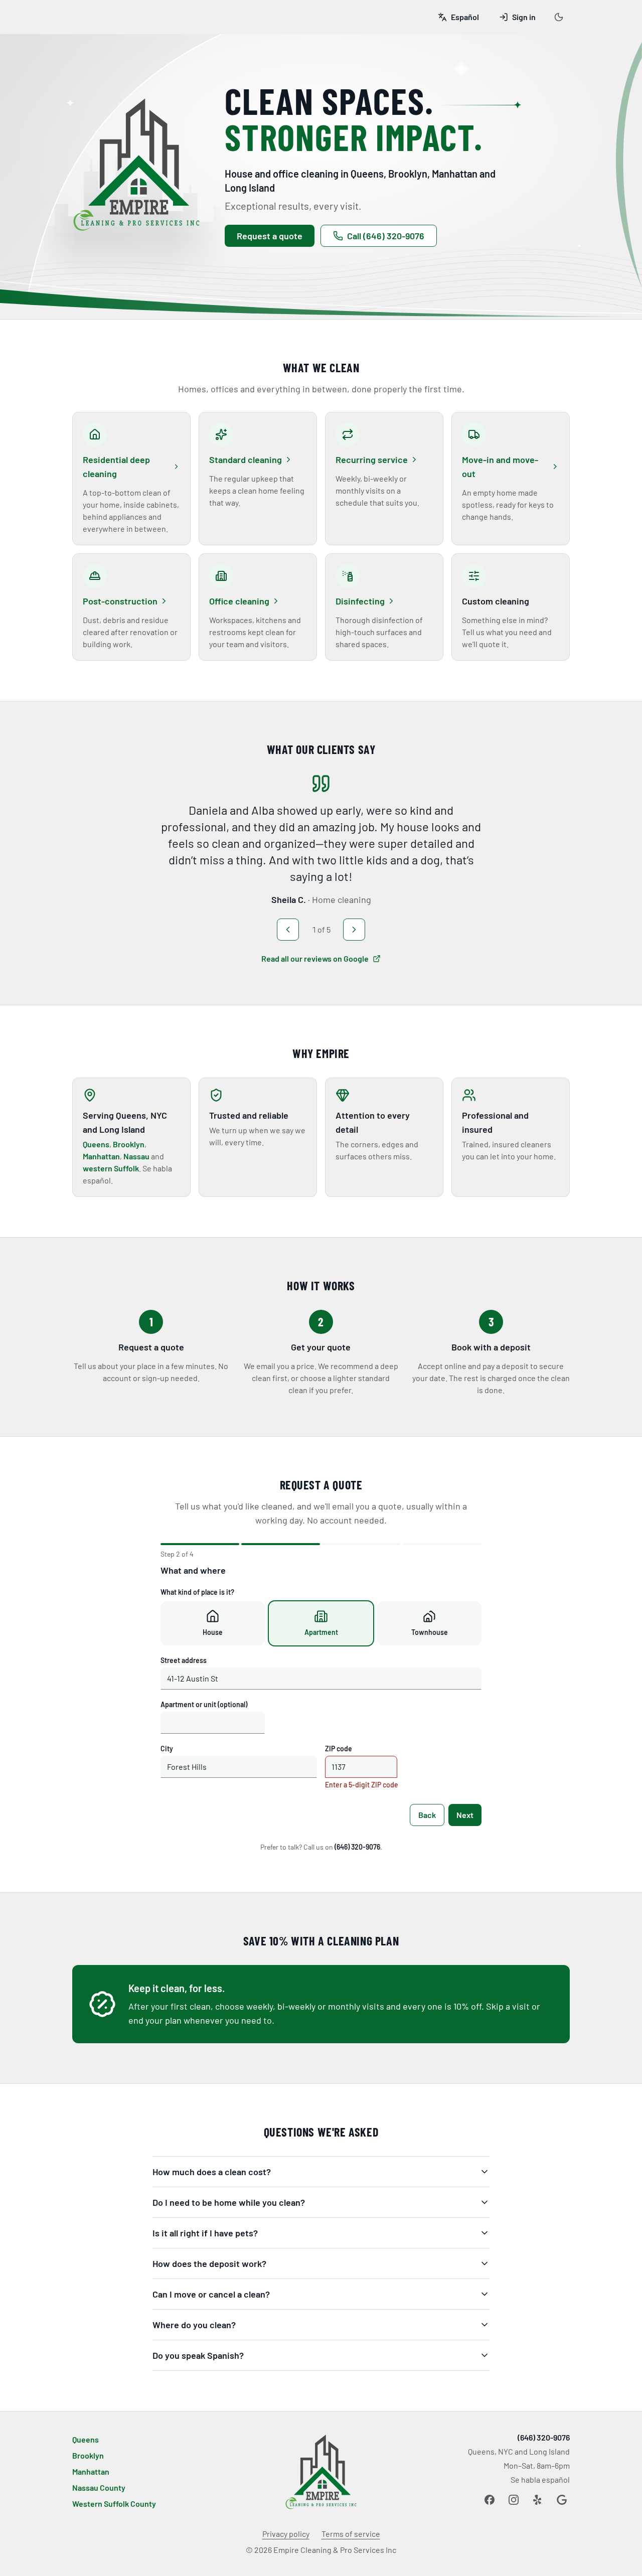 Español
Sign in
CLEAN SPACES.
STRONGER IMPACT.
EMPIRE
LEANING & PRO SERVICES INC
House and office cleaning in Queens, Brooklyn, Manhattan and
Long Island
Exceptional results, every visit.
Request a quote
Call (646) 320-9076
WHAT WE CLEAN
Homes, offices and everything in between, done properly the first time.
Residential deep
cleaning
A top-to-bottom clean of
your home, inside cabinets,
behind appliances and
everywhere in between.
Standard cleaning
The regular upkeep that
keeps a clean home feeling
that way.
Recurring service
Weekly, bi-weekly or
monthly visits on a
schedule that suits you.
Move-in and move-
out
An empty home made
spotless, ready for keys to
change hands.
Post-construction
Dust, debris and residue
cleared after renovation or
building work.
Office cleaning
Workspaces, kitchens and
restrooms kept clean for
your team and visitors.
Disinfecting
Thorough disinfection of
high-touch surfaces and
shared spaces.
Custom cleaning
Something else in mind?
Tell us what you need and
we'll quote it.
WHAT OUR CLIENTS SAY
Daniela and Alba showed up early, were so kind and
professional, and they did an amazing job. My house looks and
feels so clean and organized—they were super detailed and
didn't miss a thing. And with two little kids and a dog, that's
saying a lot!
Sheila C. · Home cleaning
1 of 5
Read all our reviews on Google
WHY EMPIRE
Serving Queens, NYC
and Long Island
Queens, Brooklyn,
Manhattan, Nassau and
western Suffolk. Se habla
español.
Trusted and reliable
We turn up when we say we
will, every time.
Attention to every
detail
The corners, edges and
surfaces others miss.
Professional and
insured
Trained, insured cleaners
you can let into your home.
HOW IT WORKS
1
Request a quote
Tell us about your place in a few minutes. No
account or sign-up needed.
2
Get your quote
We email you a price. We recommend a deep
clean first, or choose a lighter standard
clean if you prefer.
3
Book with a deposit
Accept online and pay a deposit to secure
your date. The rest is charged once the clean
is done.
REQUEST A QUOTE
Tell us what you'd like cleaned, and we'll email you a quote, usually within a
working day. No account needed.
Step 2 of 4
What and where
What kind of place is it?
House
Apartment
Townhouse
Street address
41-12 Austin St
Apartment or unit (optional)
City
ZIP code
Forest Hills
1137
Enter a 5-digit ZIP code
Back
Next
Prefer to talk? Call us on (646) 320-9076.
SAVE 10% WITH A CLEANING PLAN
Keep it clean, for less.
After your first clean, choose weekly, bi-weekly or monthly visits and every one is 10% off. Skip a visit or
end your plan whenever you need to.
QUESTIONS WE'RE ASKED
How much does a clean cost?
Do I need to be home while you clean?
Is it all right if I have pets?
How does the deposit work?
Can I move or cancel a clean?
Where do you clean?
Do you speak Spanish?
Queens
Brooklyn
Manhattan
Nassau County
Western Suffolk County
EMPIRE
LEANING & PRO SERVICES INC
(646) 320-9076
Queens, NYC and Long Island
Mon–Sat, 8am–6pm
Se habla español
Privacy policy
Terms of service
© 2026 Empire Cleaning & Pro Services Inc